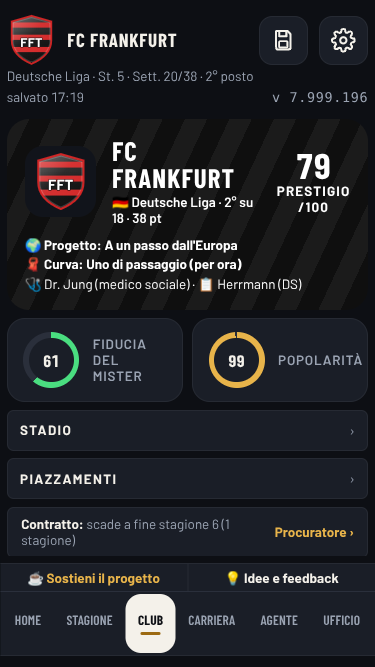 FFT
FC FRANKFURT
Deutsche Liga · St. 5 · Sett. 20/38 · 2° posto
salvato 17:19
v 7.999.196
FFT
FC
FRANKFURT
🇩🇪 Deutsche Liga · 2° su
18 · 38 pt
79
PRESTIGIO
/100
🌍 Progetto: A un passo dall'Europa
🧣 Curva: Uno di passaggio (per ora)
🩺 Dr. Jung (medico sociale) · 📋 Herrmann (DS)
61
FIDUCIA
DEL
MISTER
99
POPOLARITÀ
STADIO ›
PIAZZAMENTI ›
Contratto: scade a fine stagione 6 (1
stagione)
Procuratore ›
☕ Sostieni il progetto
💡 Idee e feedback
HOME STAGIONE CLUB CARRIERA AGENTE UFFICIO